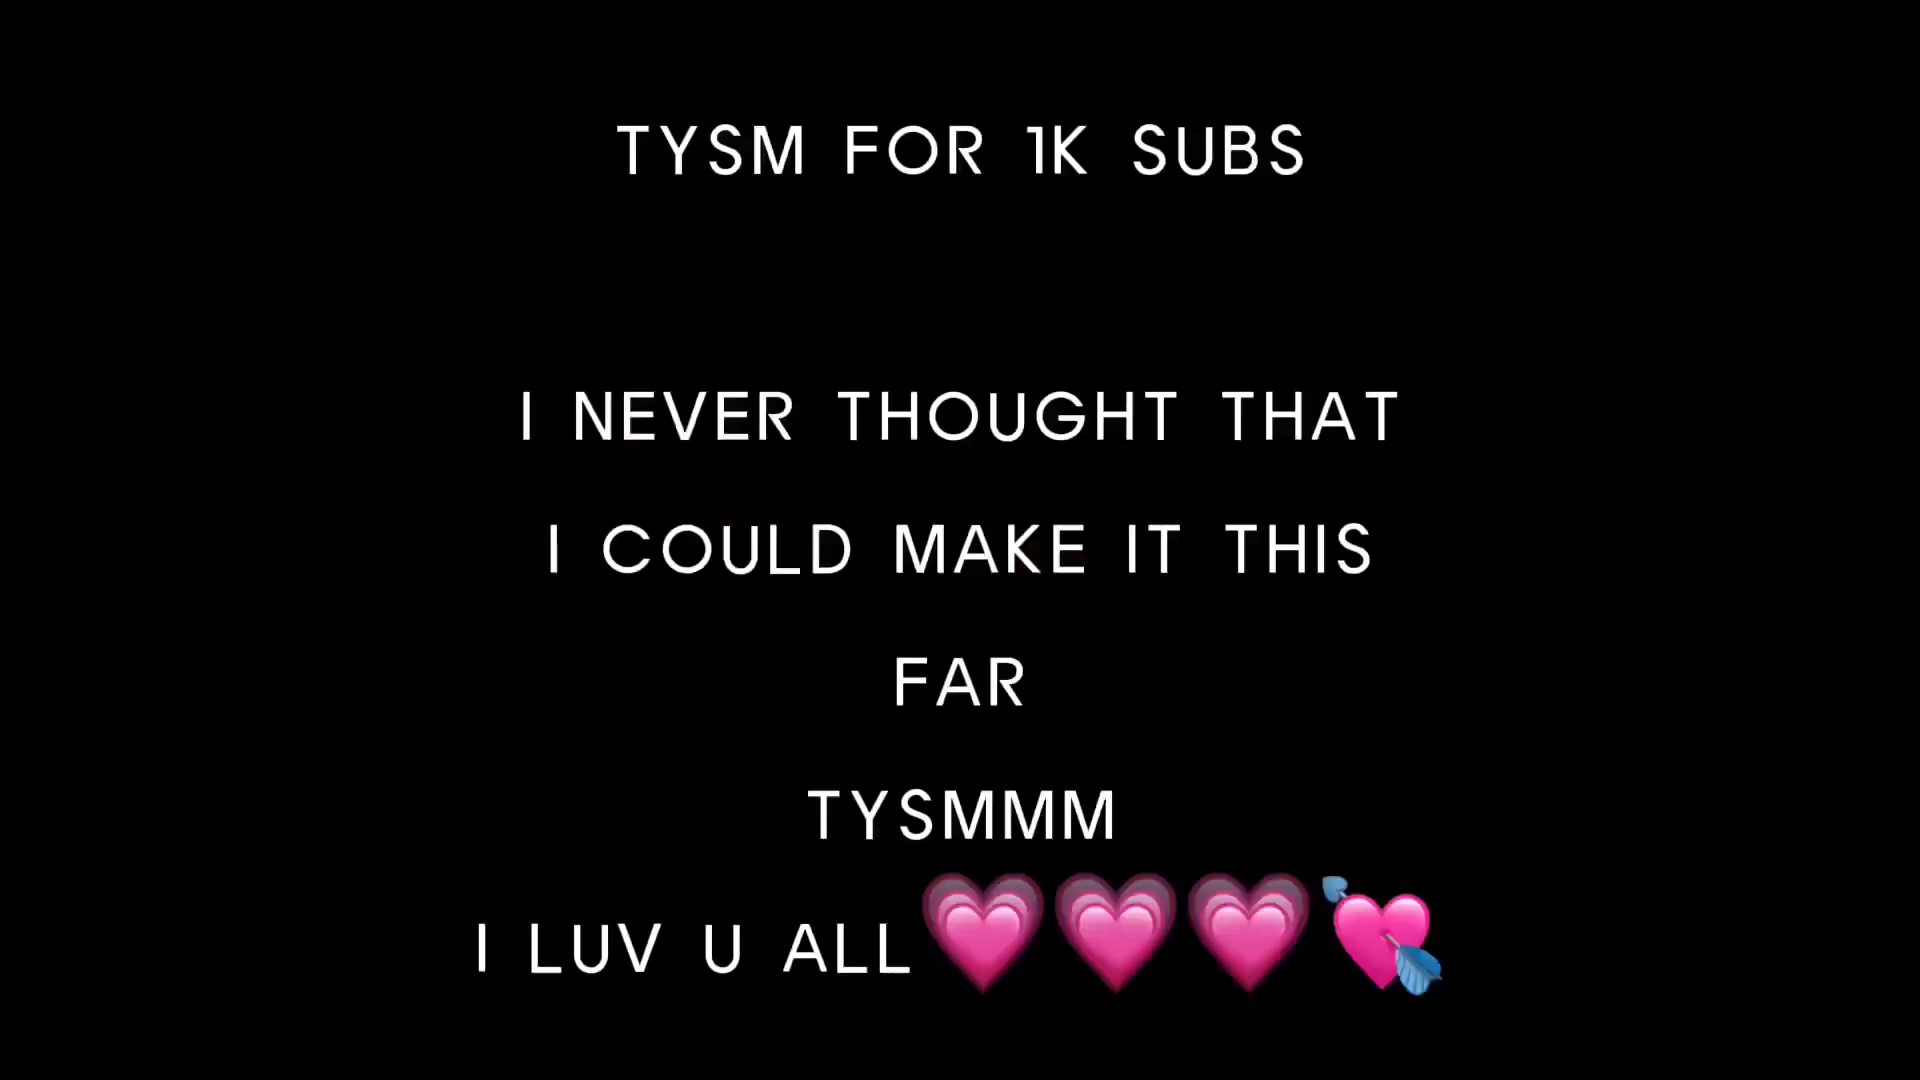 TYSM FOR 1K SUBS
I NEVER THOUGHT THAT
I COULD MAKE IT THIS
FAR
TYSMMM
I LUV U ALL💗💗💗💘